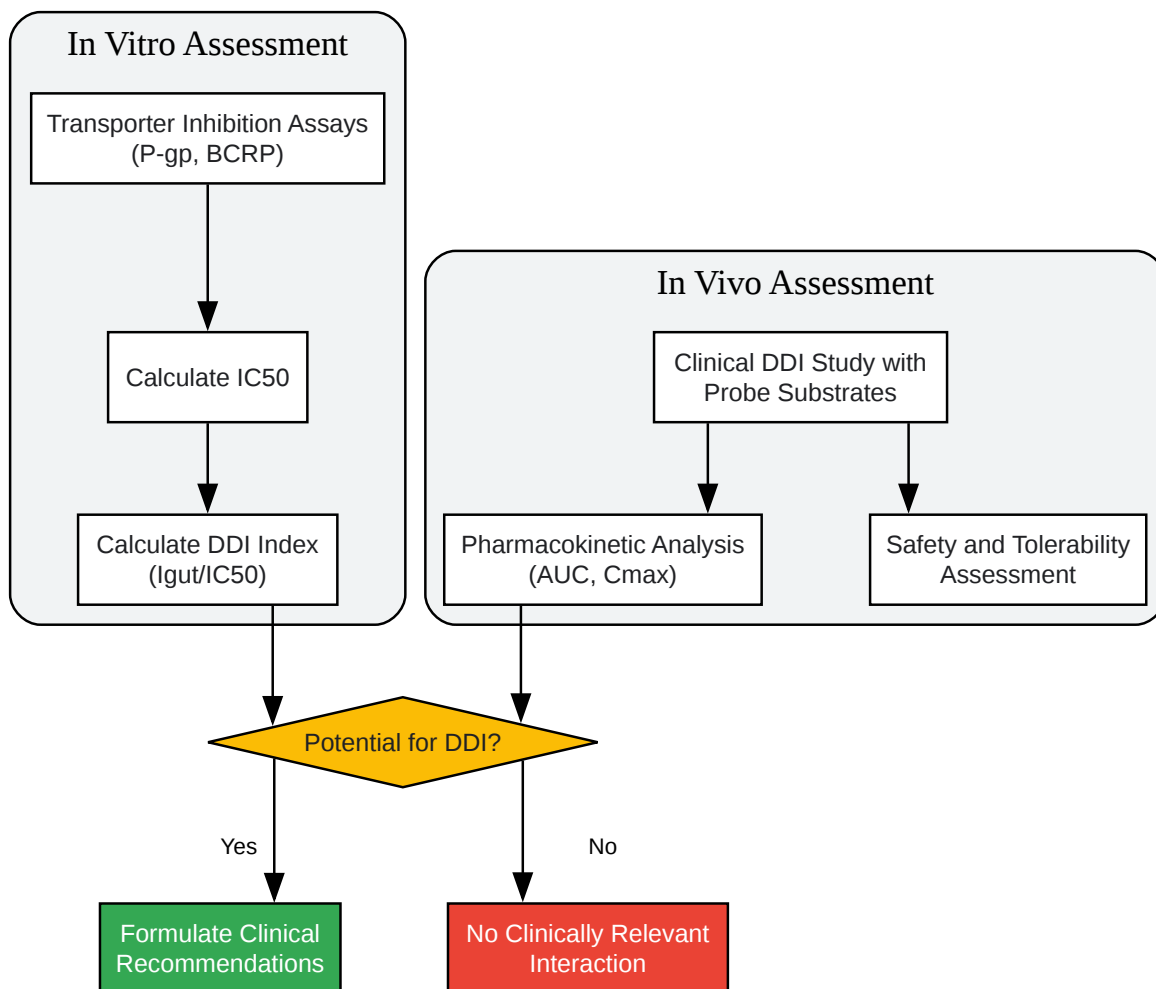 In Vitro Assessment
Transporter Inhibition Assays
(P-gp, BCRP)
Calculate IC50
Calculate DDI Index
(Igut/IC50)
In Vivo Assessment
Clinical DDI Study with
Probe Substrates
Pharmacokinetic Analysis
(AUC, Cmax)
Safety and Tolerability
Assessment
Potential for DDI?
Yes
No
Formulate Clinical
Recommendations
No Clinically Relevant
Interaction